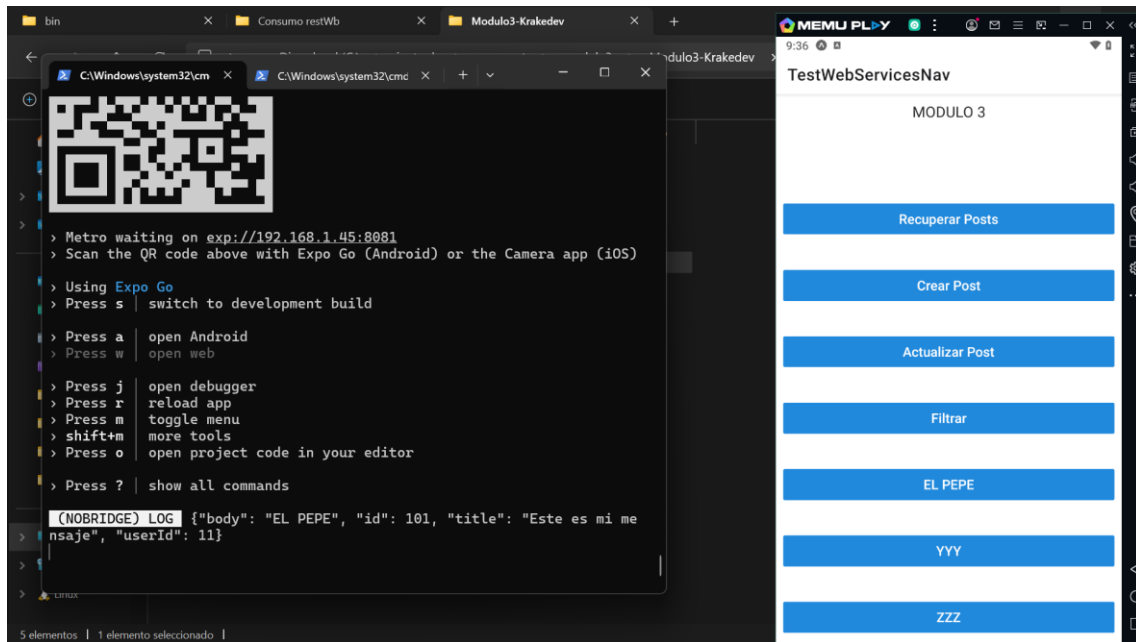 bin
Consumo restWb
Modulo3-Krakedev
odulo3-Krakedev
C:\Windows\system32\cm
C:\Windows\system32\cmd
> Metro waiting on exp://192.168.1.45:8081
> Scan the QR code above with Expo Go (Android) or the Camera app (iOS)
> Using Expo Go
> Press s │ switch to development build
> Press a │ open Android
> Press w │ open web
> Press j │ open debugger
> Press r │ reload app
> Press m │ toggle menu
> shift+m │ more tools
> Press o │ open project code in your editor
> Press ? │ show all commands
(NOBRIDGE) LOG {"body": "EL PEPE", "id": 101, "title": "Este es mi me
nsaje", "userId": 11}
Linux
5 elementos
1 elemento seleccionado
MEMU PLAY
9:36
TestWebServicesNav
MODULO 3
Recuperar Posts
Crear Post
Actualizar Post
Filtrar
EL PEPE
YYY
ZZZ